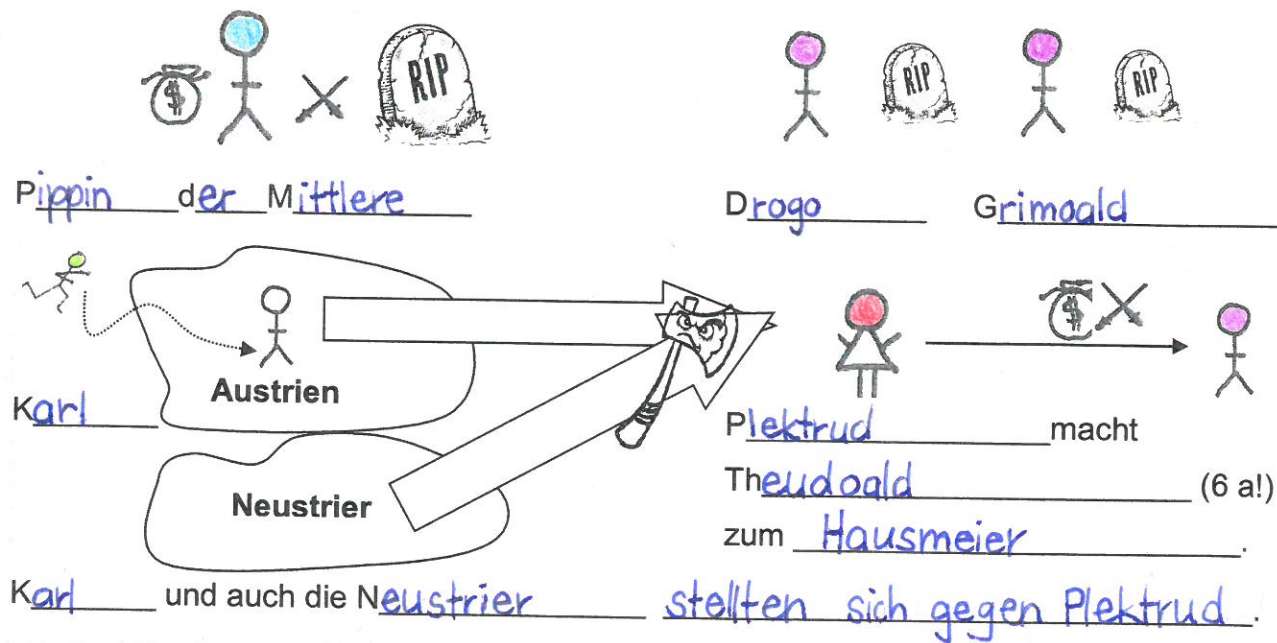 RIP
RIP
RIP
$
Pippin der Mittlere
Drogo Grimoald
$
Austrien
Karl
Plektrud macht
Neustrier
Theudoald (6 a!)
zum Hausmeier.
Karl und auch die Neustrier stellten sich gegen Plektrud.